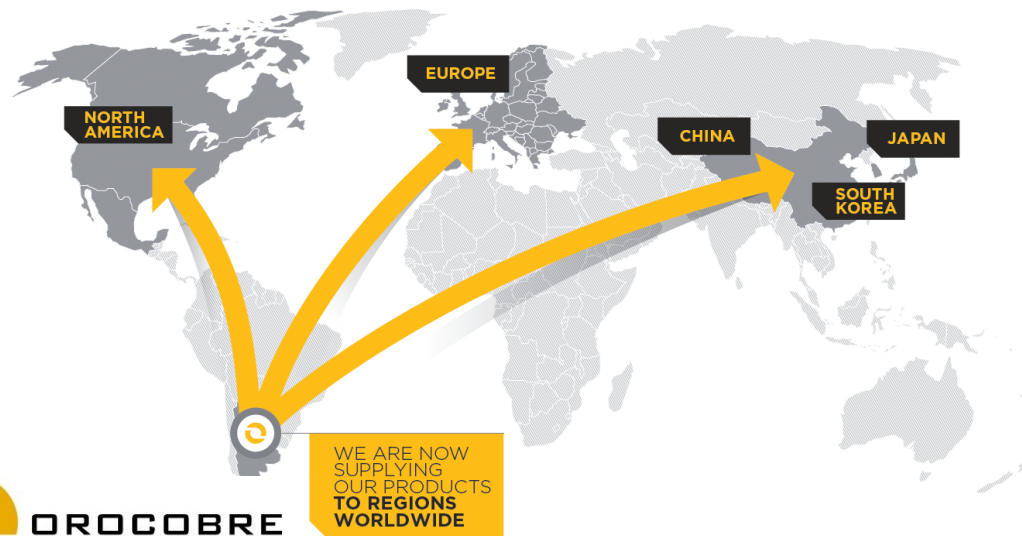 EUROPE
NORTH
AMERICA
CHINA
JAPAN
SOUTH
KOREA
WE ARE NOW
SUPPLYING
OUR PRODUCTS
TO REGIONS
WORLDWIDE
OROCOBRE